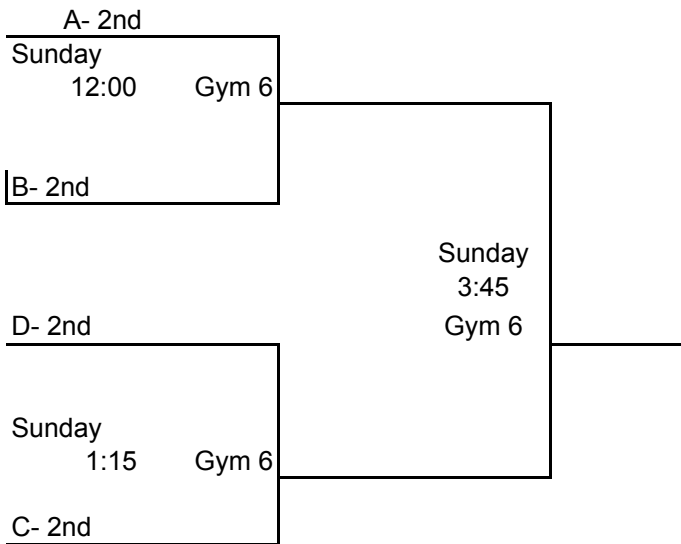 A- 2nd
Sunday
12:00 Gym 6
B- 2nd
Sunday
3:45
Gym 6
D- 2nd
Sunday
1:15 Gym 6
C- 2nd